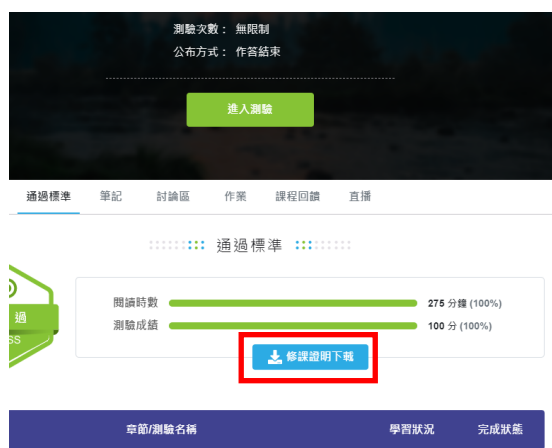 測驗次數： 無限制
公布方式： 作答結束
進入測驗
通過標準 筆記 討論區 作業 課程回饋 直播
通過標準
過
SS
閱讀時數 275 分鐘 (100%)
測驗成績 100 分 (100%)
修課證明下載
章節/測驗名稱 學習狀況 完成狀態